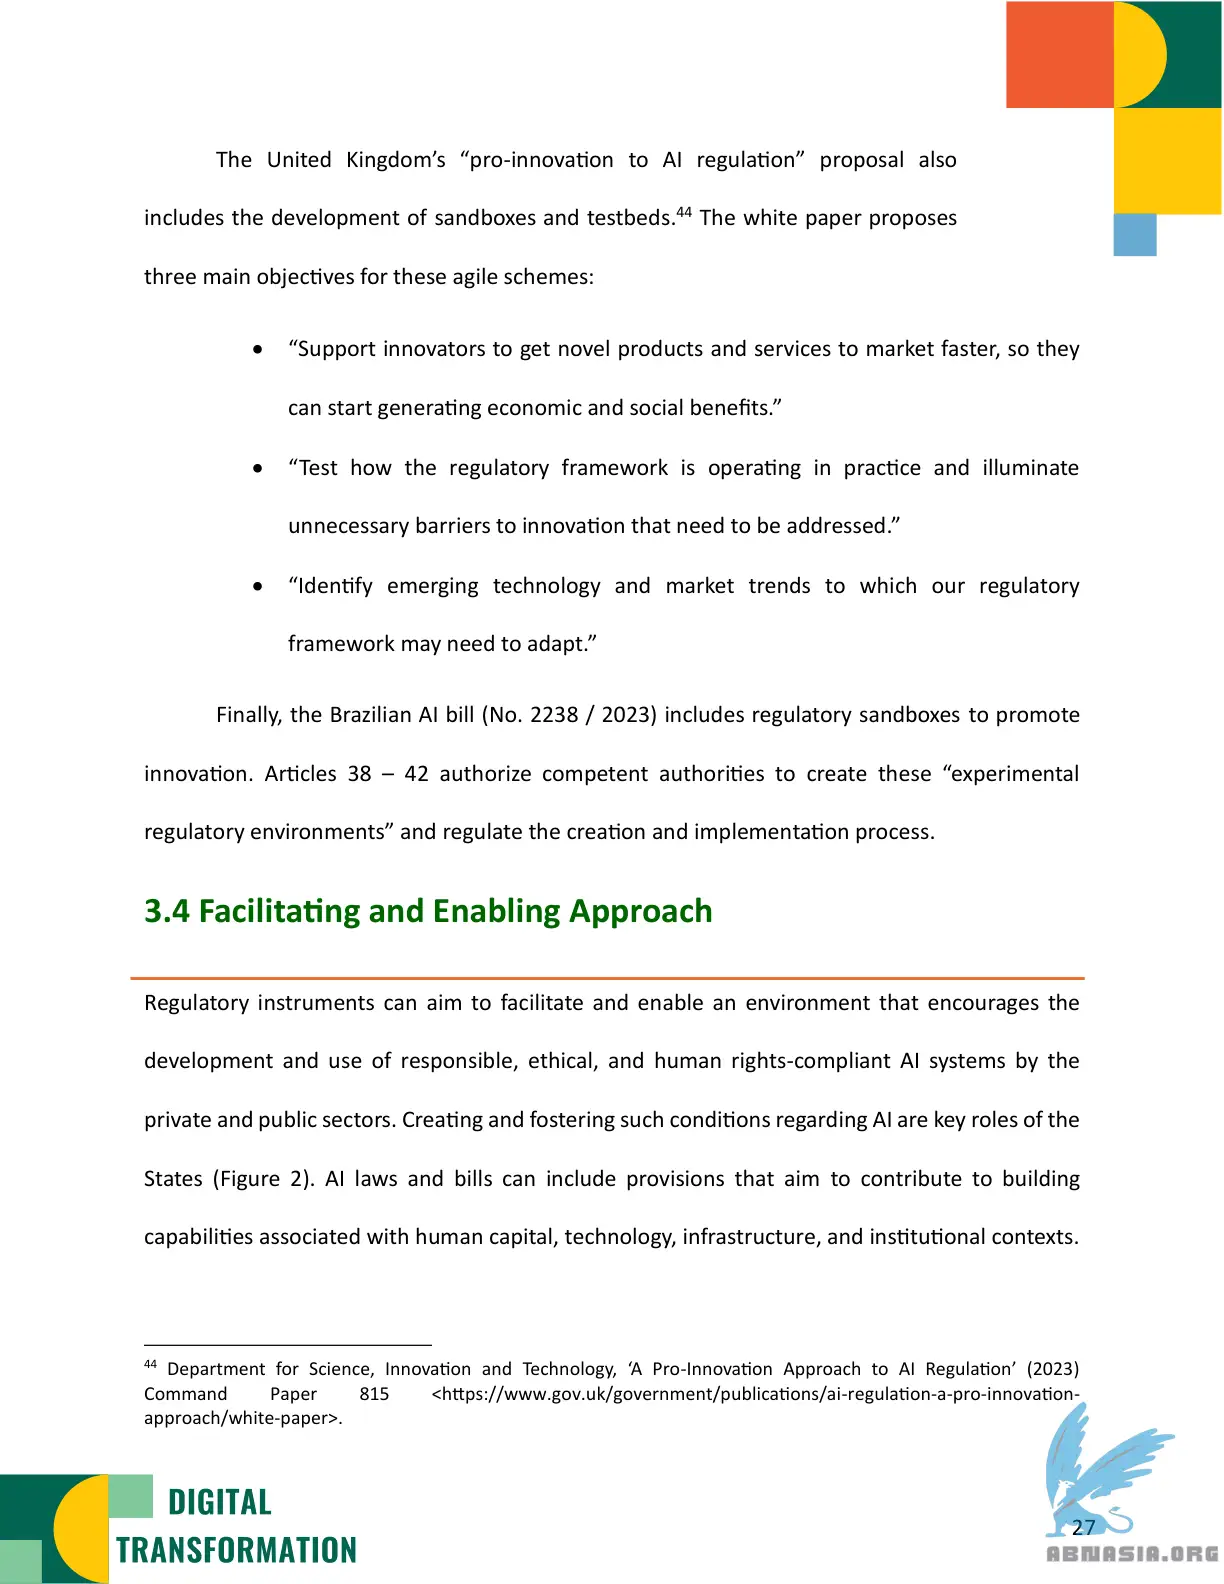 The United Kingdom’s “pro-innovation to AI regulation” proposal also
includes the development of sandboxes and testbeds.44 The white paper proposes
three main objectives for these agile schemes:
• “Support innovators to get novel products and services to market faster, so they
can start generating economic and social benefits.”
• “Test how the regulatory framework is operating in practice and illuminate
unnecessary barriers to innovation that need to be addressed.”
• “Identify emerging technology and market trends to which our regulatory
framework may need to adapt.”
Finally, the Brazilian AI bill (No. 2238 / 2023) includes regulatory sandboxes to promote
innovation. Articles 38 – 42 authorize competent authorities to create these “experimental
regulatory environments” and regulate the creation and implementation process.
3.4 Facilitating and Enabling Approach
Regulatory instruments can aim to facilitate and enable an environment that encourages the
development and use of responsible, ethical, and human rights-compliant AI systems by the
private and public sectors. Creating and fostering such conditions regarding AI are key roles of the
States (Figure 2). AI laws and bills can include provisions that aim to contribute to building
capabilities associated with human capital, technology, infrastructure, and institutional contexts.
44 Department for Science, Innovation and Technology, ‘A Pro-Innovation Approach to AI Regulation’ (2023)
Command Paper 815 <https://www.gov.uk/government/publications/ai-regulation-a-pro-innovation-
approach/white-paper>.
DIGITAL
TRANSFORMATION
27
ABNASIA.ORG